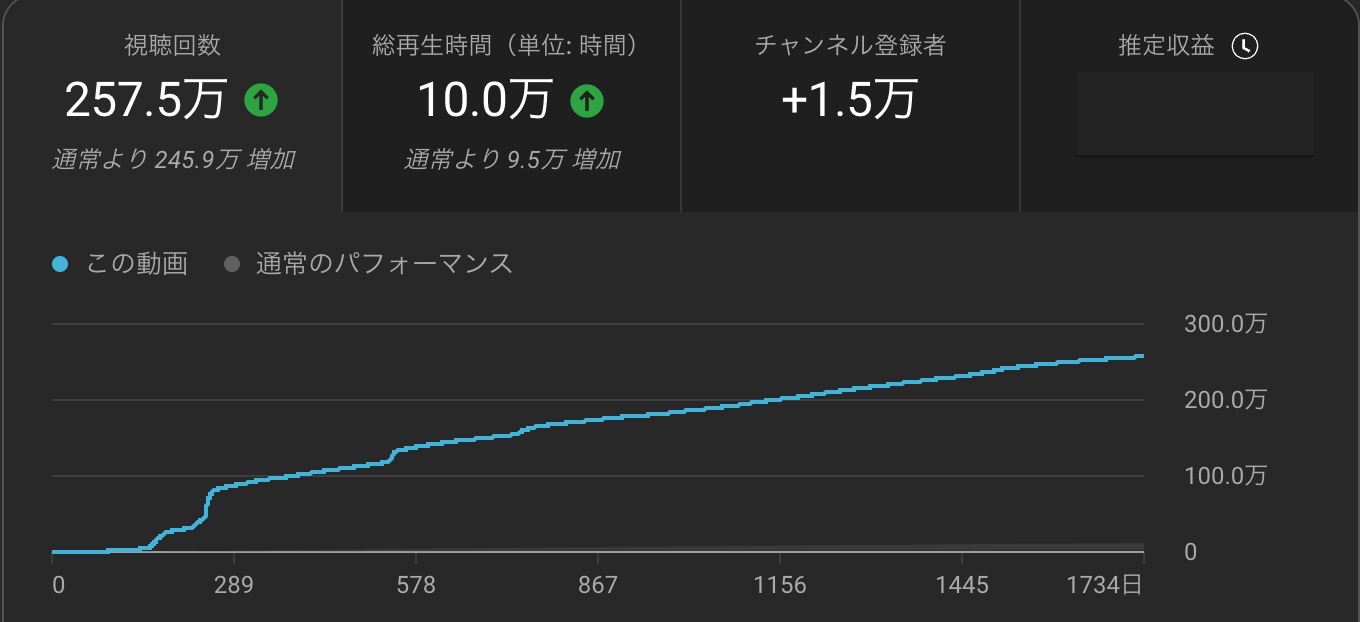 視聴回数
257.5万
通常より 245.9万 増加
総再生時間（単位: 時間）
10.0万
通常より 9.5万 増加
チャンネル登録者
+1.5万
推定収益
この動画
通常のパフォーマンス
300.0万
200.0万
100.0万
0
0 289 578 867 1156 1445 1734日